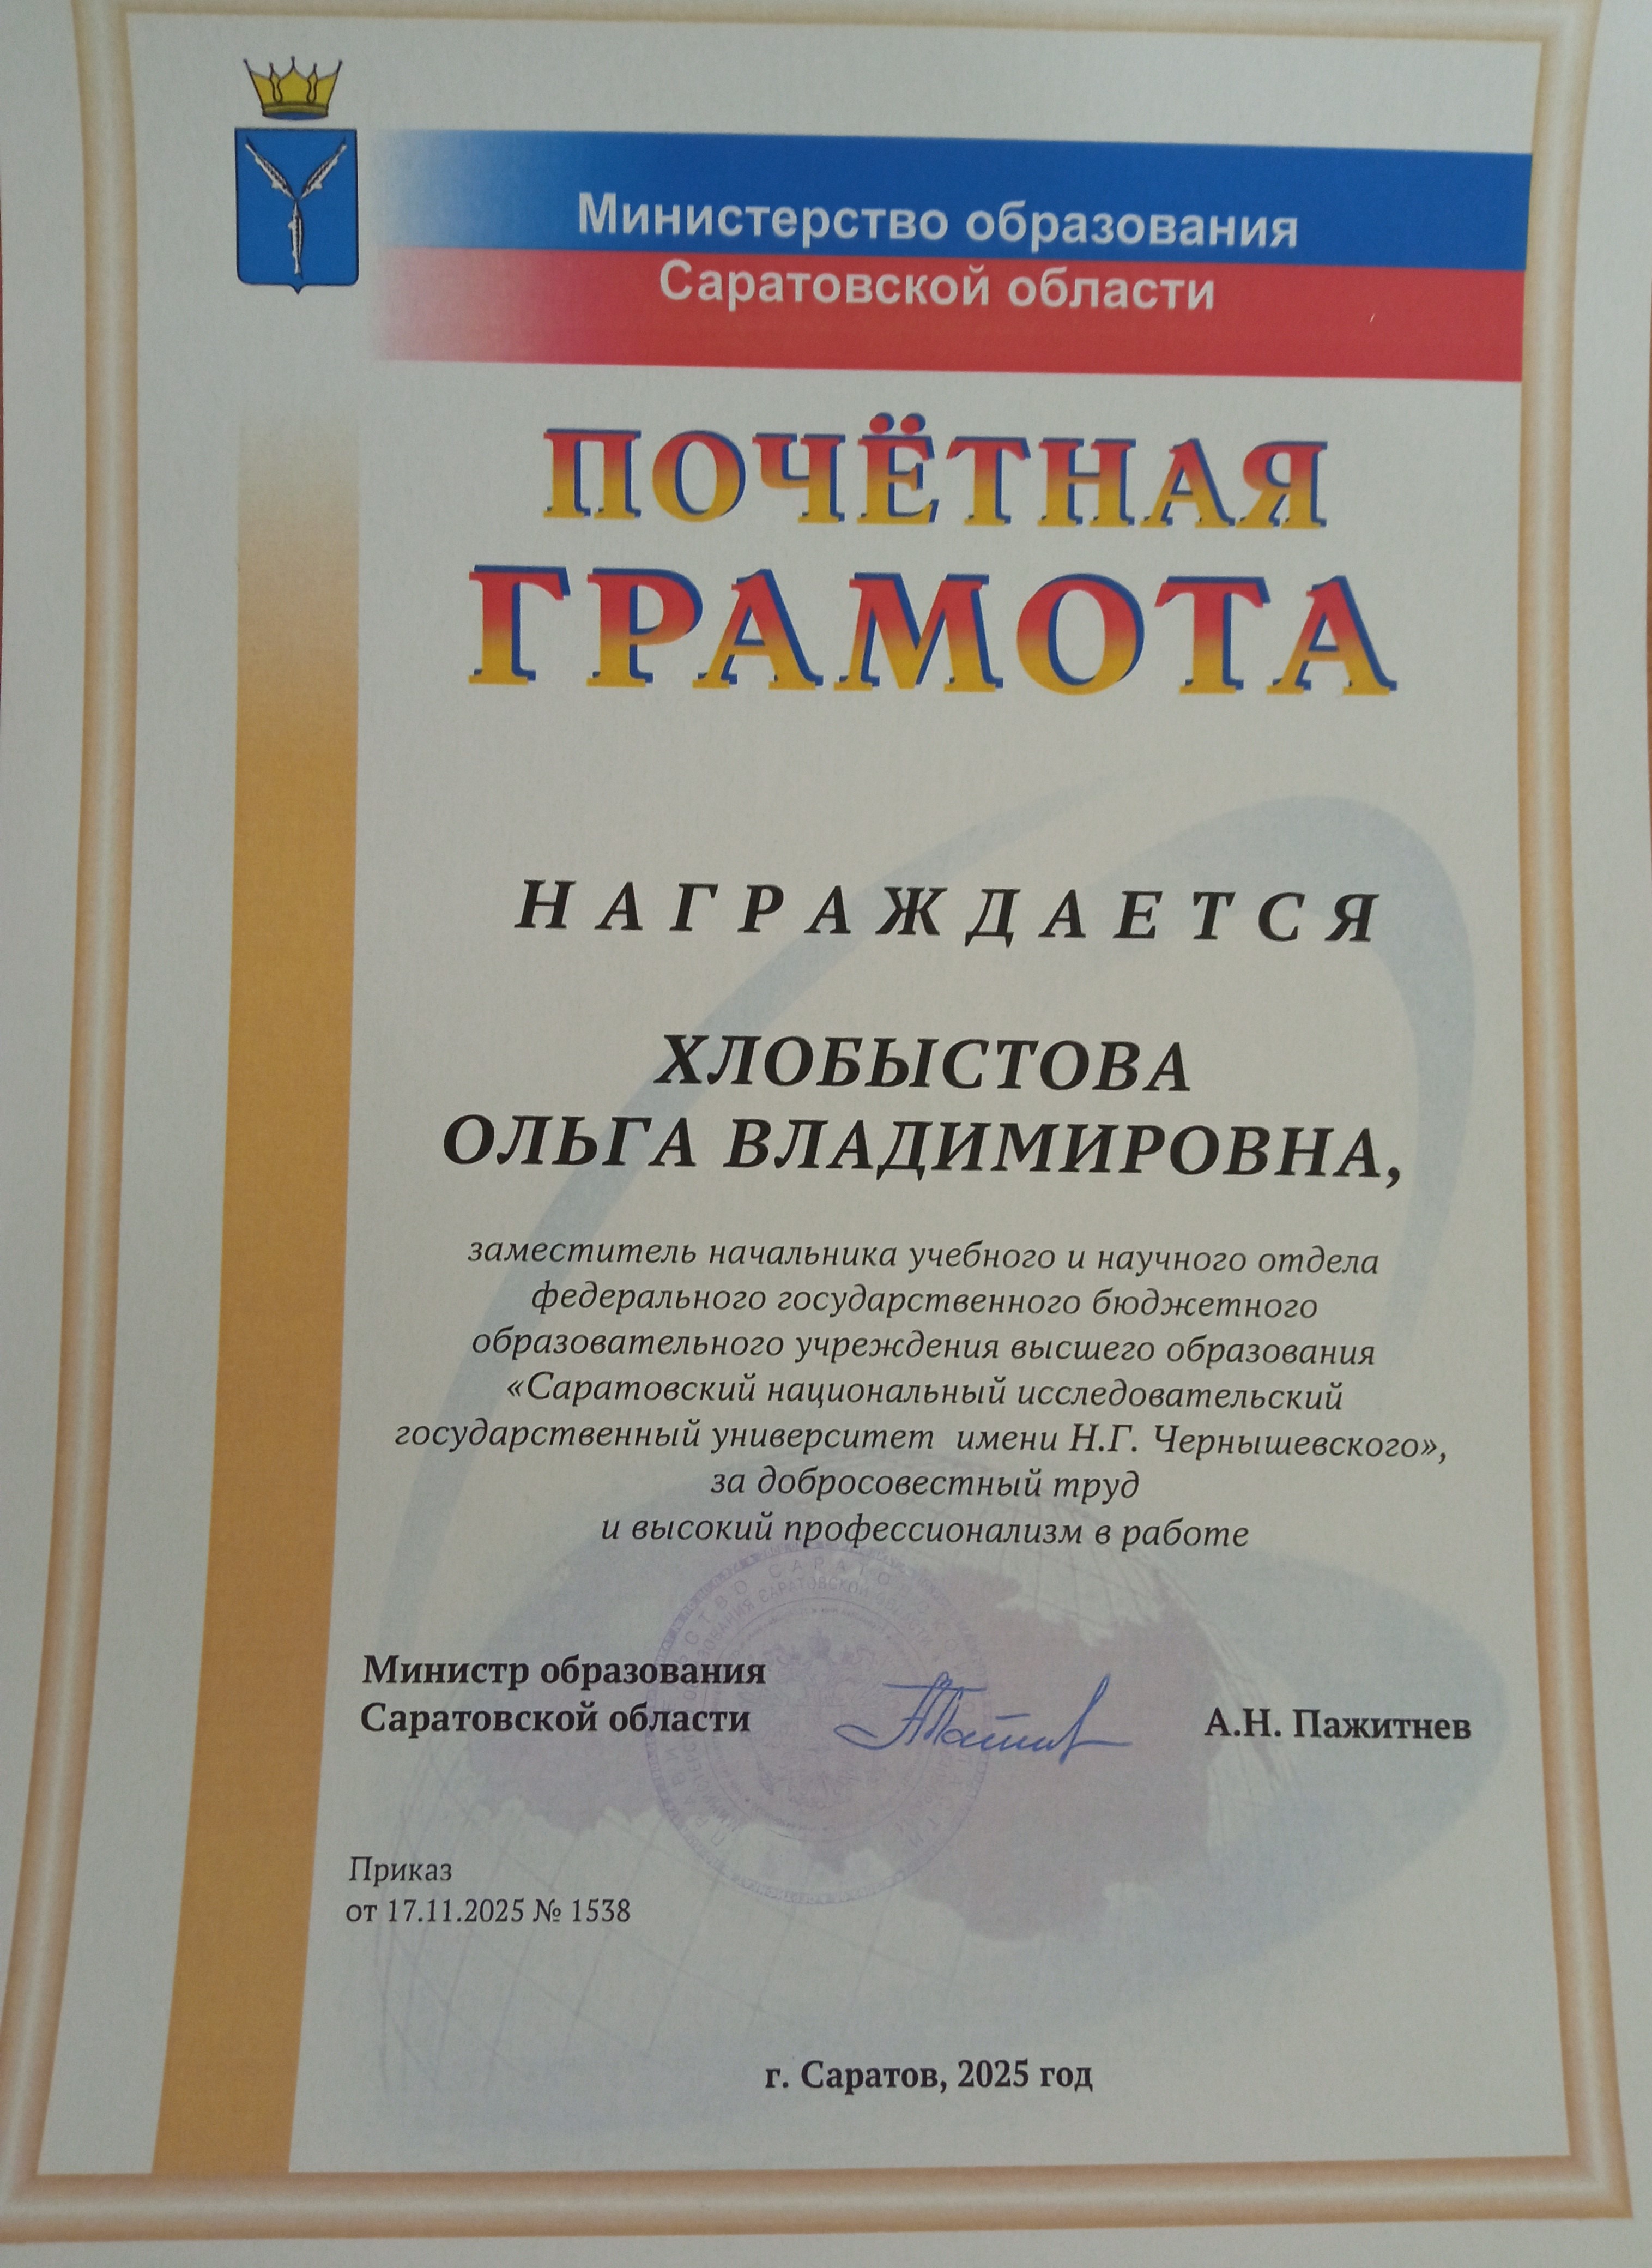 Министерство образования
Саратовской области
ПОЧЁТНАЯ
ГРАМОТА
НАГРАЖДАЕТСЯ
ХЛОБЫСТОВА
ОЛЬГА ВЛАДИМИРОВНА,
заместитель начальника учебного и научного отдела
федерального государственного бюджетного
образовательного учреждения высшего образования
«Саратовский национальный исследовательский
государственный университет имени Н.Г. Чернышевского»,
за добросовестный труд
и высокий профессионализм в работе
Министр образования
Саратовской области
А.Н. Пажитнев
Приказ
от 17.11.2025 № 1538
г. Саратов, 2025 год